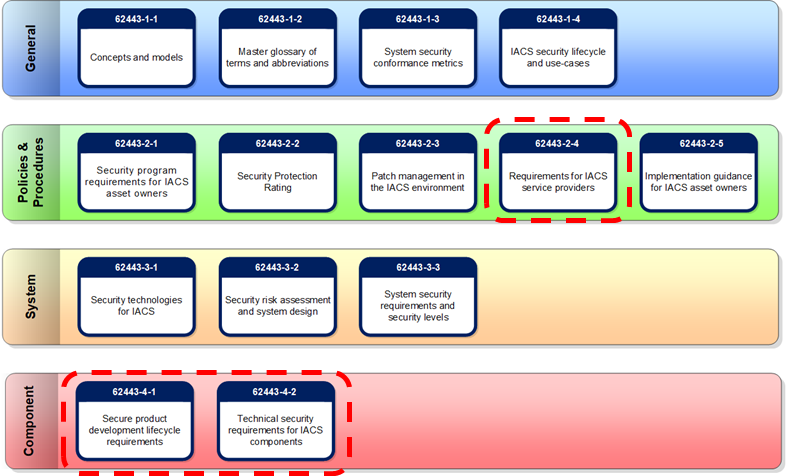 General
62443-1-1
Concepts and models
62443-1-2
Master glossary of
terms and abbreviations
62443-1-3
System security
conformance metrics
62443-1-4
IACS security lifecycle
and use-cases
Policies &
Procedures
62443-2-1
Security program
requirements for IACS
asset owners
62443-2-2
Security Protection
Rating
62443-2-3
Patch management in
the IACS environment
62443-2-4
Requirements for IACS
service providers
62443-2-5
Implementation guidance
for IACS asset owners
System
62443-3-1
Security technologies
for IACS
62443-3-2
Security risk assessment
and system design
62443-3-3
System security
requirements and
security levels
Component
62443-4-1
Secure product
development lifecycle
requirements
62443-4-2
Technical security
requirements for IACS
components